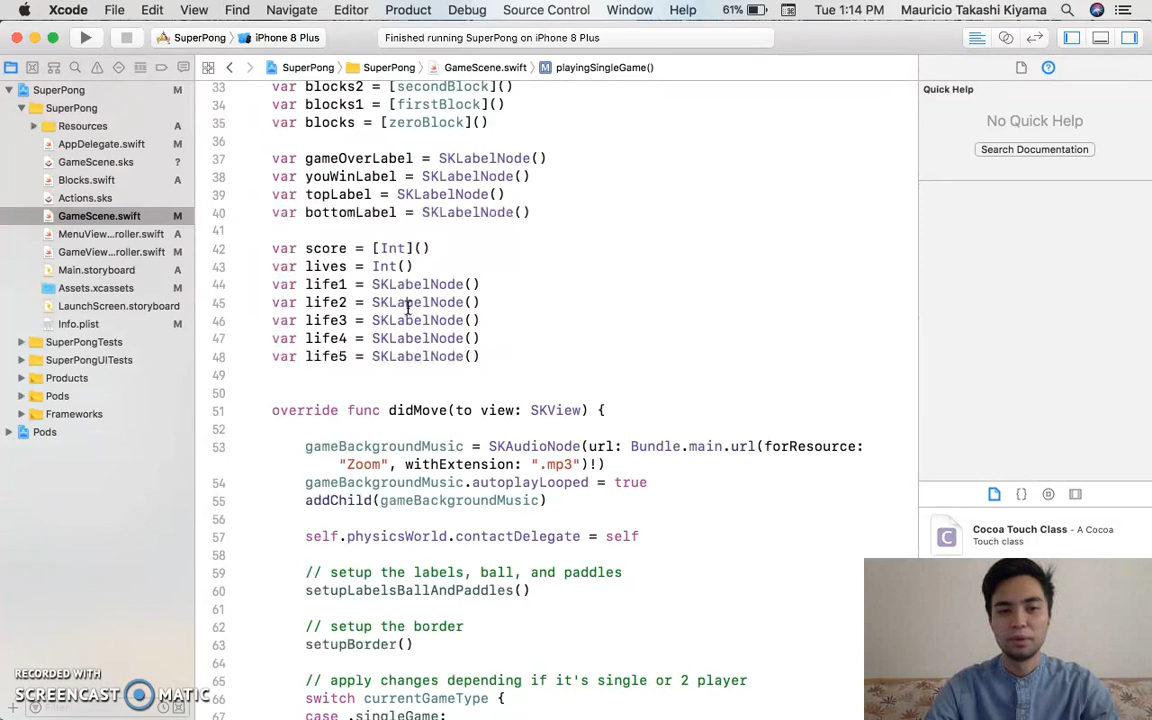 Xcode File Edit View Find Navigate Editor Product Debug Source Control Window Help 61% Tue 1:14 PM Mauricio Takashi Kiyama
SuperPong iPhone 8 Plus Finished running SuperPong on iPhone 8 Plus
SuperPong SuperPong GameScene.swift playingSingleGame()
SuperPong M
SuperPong
Resources A
AppDelegate.swift M
GameScene.sks ?
Blocks.swift A
Actions.sks
GameScene.swift M
MenuView...roller.swift A
GameView...roller.swift M
Main.storyboard A
Assets.xcassets M
LaunchScreen.storyboard
Info.plist M
SuperPongTests
SuperPongUITests
Products
Pods
Frameworks
Pods
33 var blocks2 = [secondBlock]()
34 var blocks1 = [firstBlock]()
35 var blocks = [zeroBlock]()
36
37 var gameOverLabel = SKLabelNode()
38 var youWinLabel = SKLabelNode()
39 var topLabel = SKLabelNode()
40 var bottomLabel = SKLabelNode()
41
42 var score = [Int]()
43 var lives = Int()
44 var life1 = SKLabelNode()
45 var life2 = SKLabelNode()
46 var life3 = SKLabelNode()
47 var life4 = SKLabelNode()
48 var life5 = SKLabelNode()
49
50
51 override func didMove(to view: SKView) {
52
53 gameBackgroundMusic = SKAudioNode(url: Bundle.main.url(forResource:
"Zoom", withExtension: ".mp3")!)
54 gameBackgroundMusic.autoplayLooped = true
55 addChild(gameBackgroundMusic)
56
57 self.physicsWorld.contactDelegate = self
58
59 // setup the labels, ball, and paddles
60 setupLabelsBallAndPaddles()
61
62 // setup the border
63 setupBorder()
64
65 // apply changes depending if it's single or 2 player
66 switch currentGameType {
67 case .singleGame:
Quick Help
No Quick Help
Search Documentation
C Cocoa Touch Class - A Cocoa
Touch class
RECORDED WITH
SCREENCAST MATIC